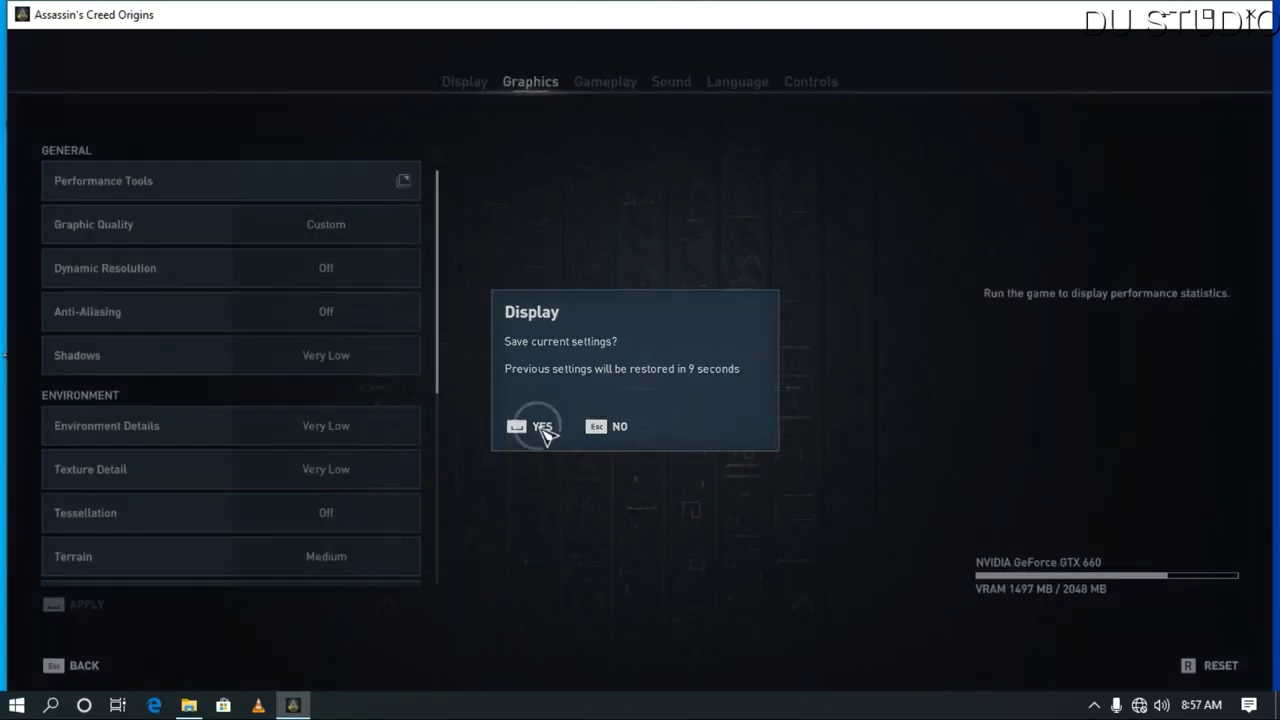 Assassin's Creed Origins
DU STUDIO
Display Graphics Gameplay Sound Language Controls
GENERAL
Performance Tools
Graphic Quality Custom
Dynamic Resolution Off
Anti-Aliasing Off
Shadows Very Low
ENVIRONMENT
Environment Details Very Low
Texture Detail Very Low
Tessellation Off
Terrain Medium
APPLY
Esc BACK
Display
Save current settings?
Previous settings will be restored in 9 seconds
YES Esc NO
Run the game to display performance statistics.
NVIDIA GeForce GTX 660
VRAM 1497 MB / 2048 MB
R RESET
8:57 AM